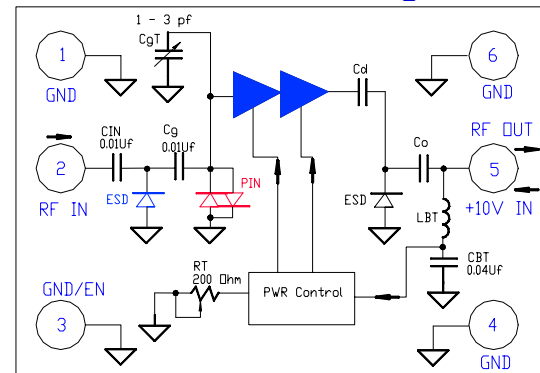 1 - 3 pf
CgT
1
GND
6
GND
CIN
0.01Uf
Cg
0.01Uf
Cd
Co
RF OUT
2
RF IN
ESD
PIN
ESD
LBT
5
+10V IN
CBT
0.04Uf
RT
200 Ohm
PWR Control
GND/EN
3
4
GND